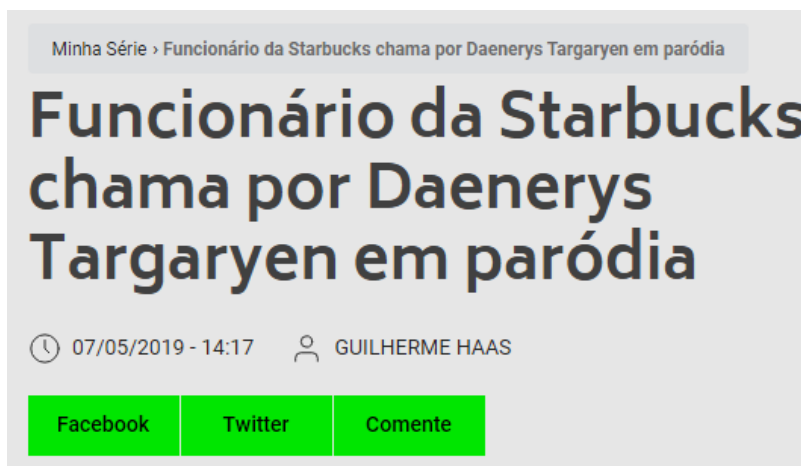 Minha Série › Funcionário da Starbucks chama por Daenerys Targaryen em paródia
Funcionário da Starbucks
chama por Daenerys
Targaryen em paródia
07/05/2019 - 14:17 GUILHERME HAAS
Facebook Twitter Comente